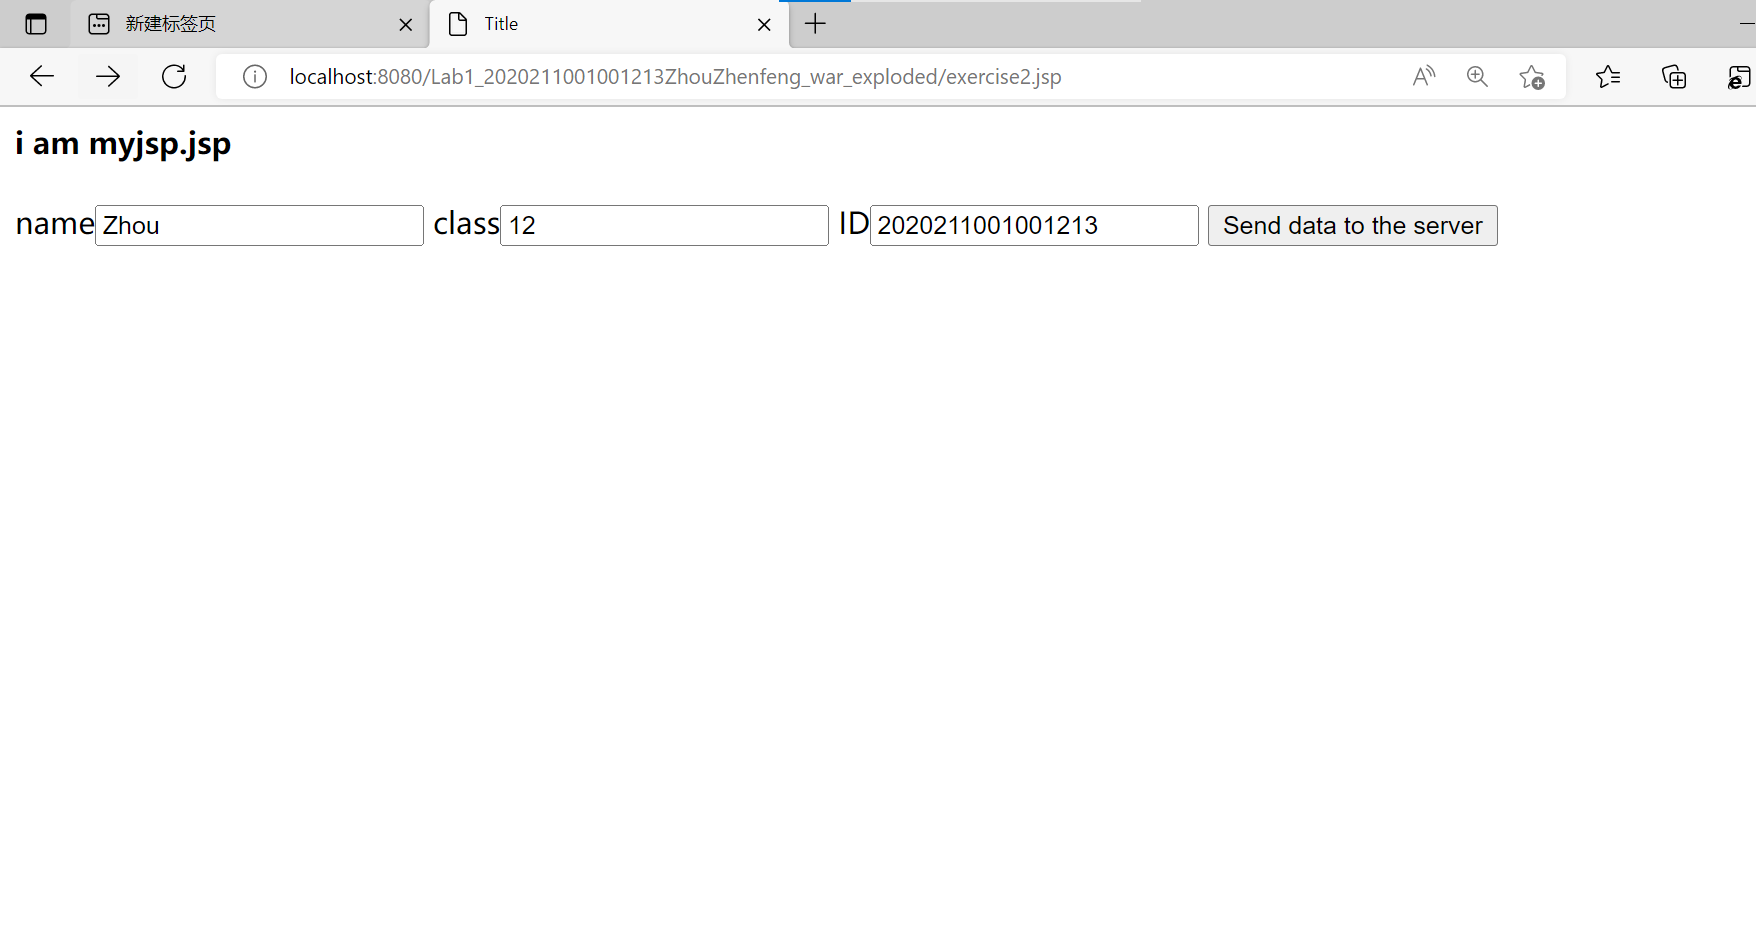 新建标签页 Title
localhost:8080/Lab1_2020211001001213ZhouZhenfeng_war_exploded/exercise2.jsp
i am myjsp.jsp
name Zhou class 12 ID 2020211001001213 Send data to the server